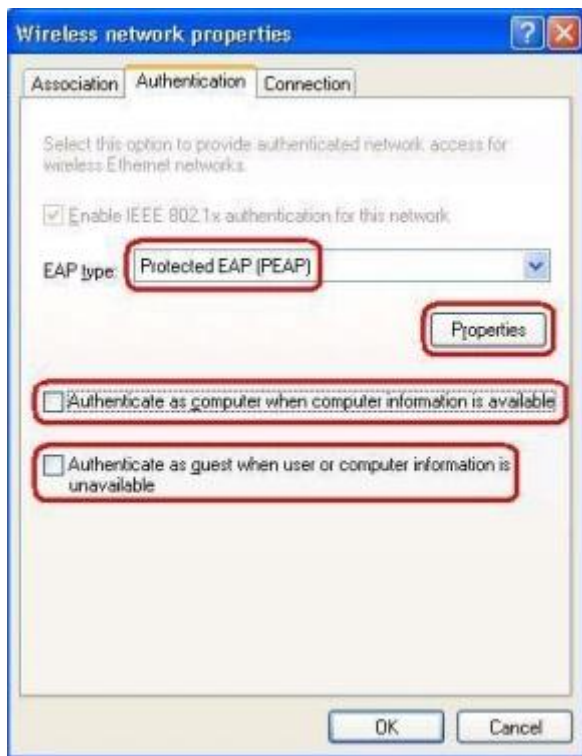 Wireless network properties
Association Authentication Connection
Select this option to provide authenticated network access for
wireless Ethernet networks.
Enable IEEE 802.1x authentication for this network
EAP type: Protected EAP (PEAP)
Properties
Authenticate as computer when computer information is available
Authenticate as guest when user or computer information is
unavailable
OK Cancel